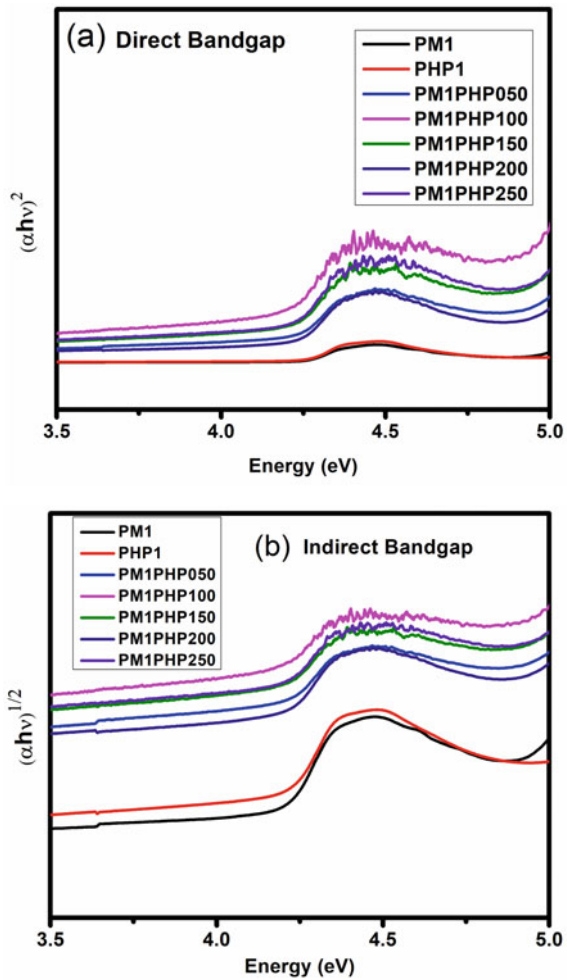 (a) Direct Bandgap
PM1
PHP1
PM1PHP050
PM1PHP100
PM1PHP150
PM1PHP200
PM1PHP250
(αhν)²
3.5 4.0 4.5 5.0
Energy (eV)
(b) Indirect Bandgap
PM1
PHP1
PM1PHP050
PM1PHP100
PM1PHP150
PM1PHP200
PM1PHP250
(αhν)^1/2
3.5 4.0 4.5 5.0
Energy (eV)